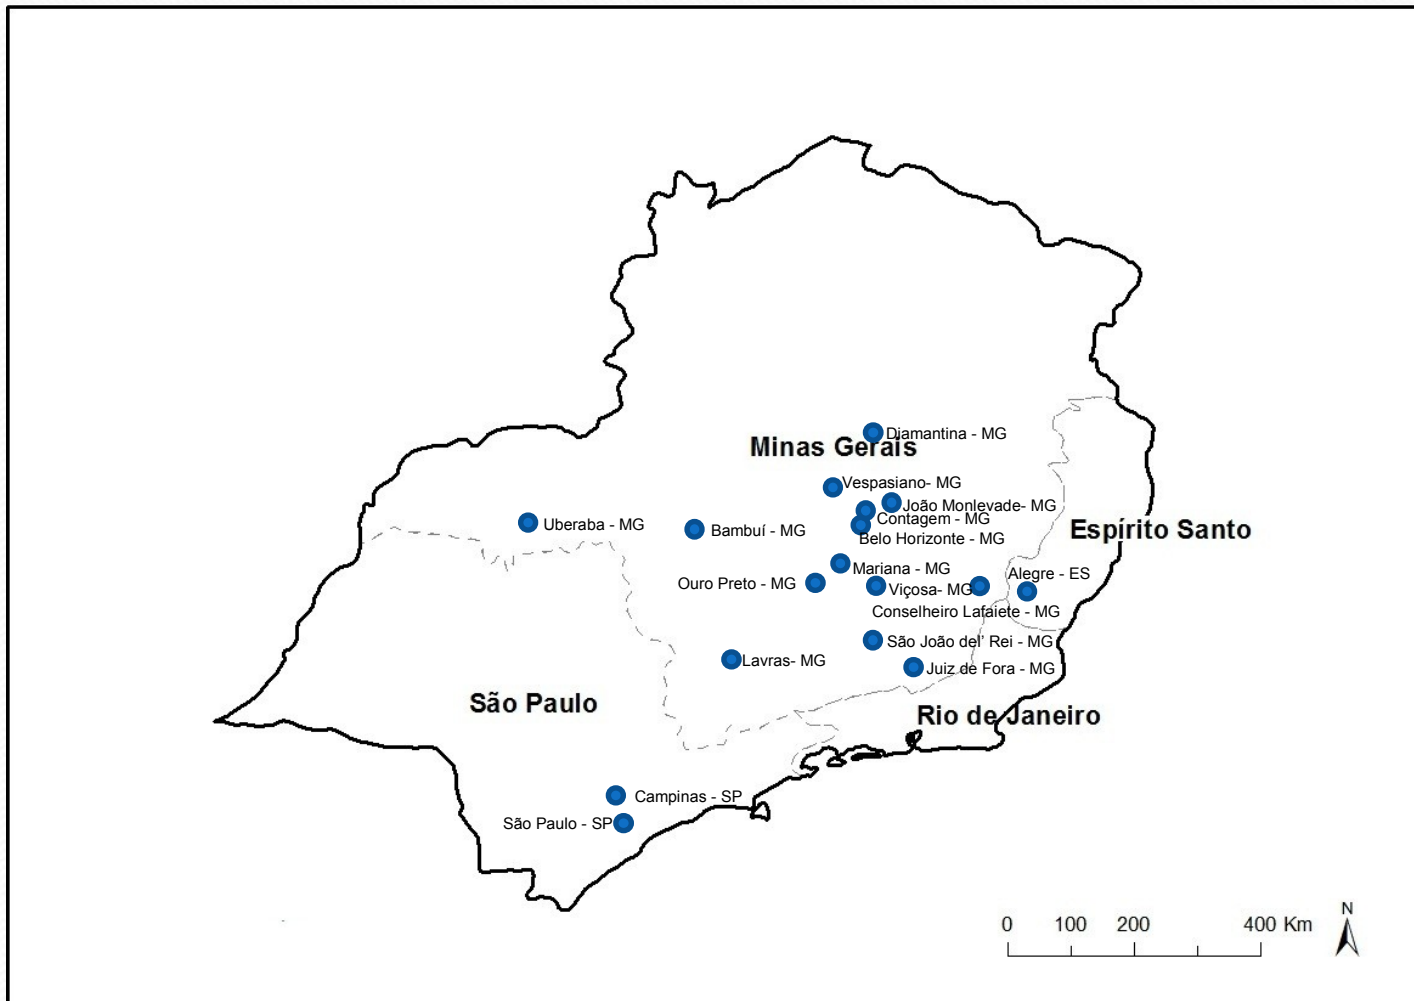 Diamantina - MG
Minas Gerais
Vespasiano- MG
João Monlevade- MG
Contagem - MG
Uberaba - MG
Bambuí - MG
Belo Horizonte - MG
Espírito Santo
Mariana - MG
Alegre - ES
Ouro Preto - MG
Viçosa- MG
Conselheiro Lafaiete - MG
São João del’ Rei - MG
Lavras- MG
Juiz de Fora - MG
São Paulo
Rio de Janeiro
Campinas - SP
São Paulo - SP
N
0 100 200 400 Km